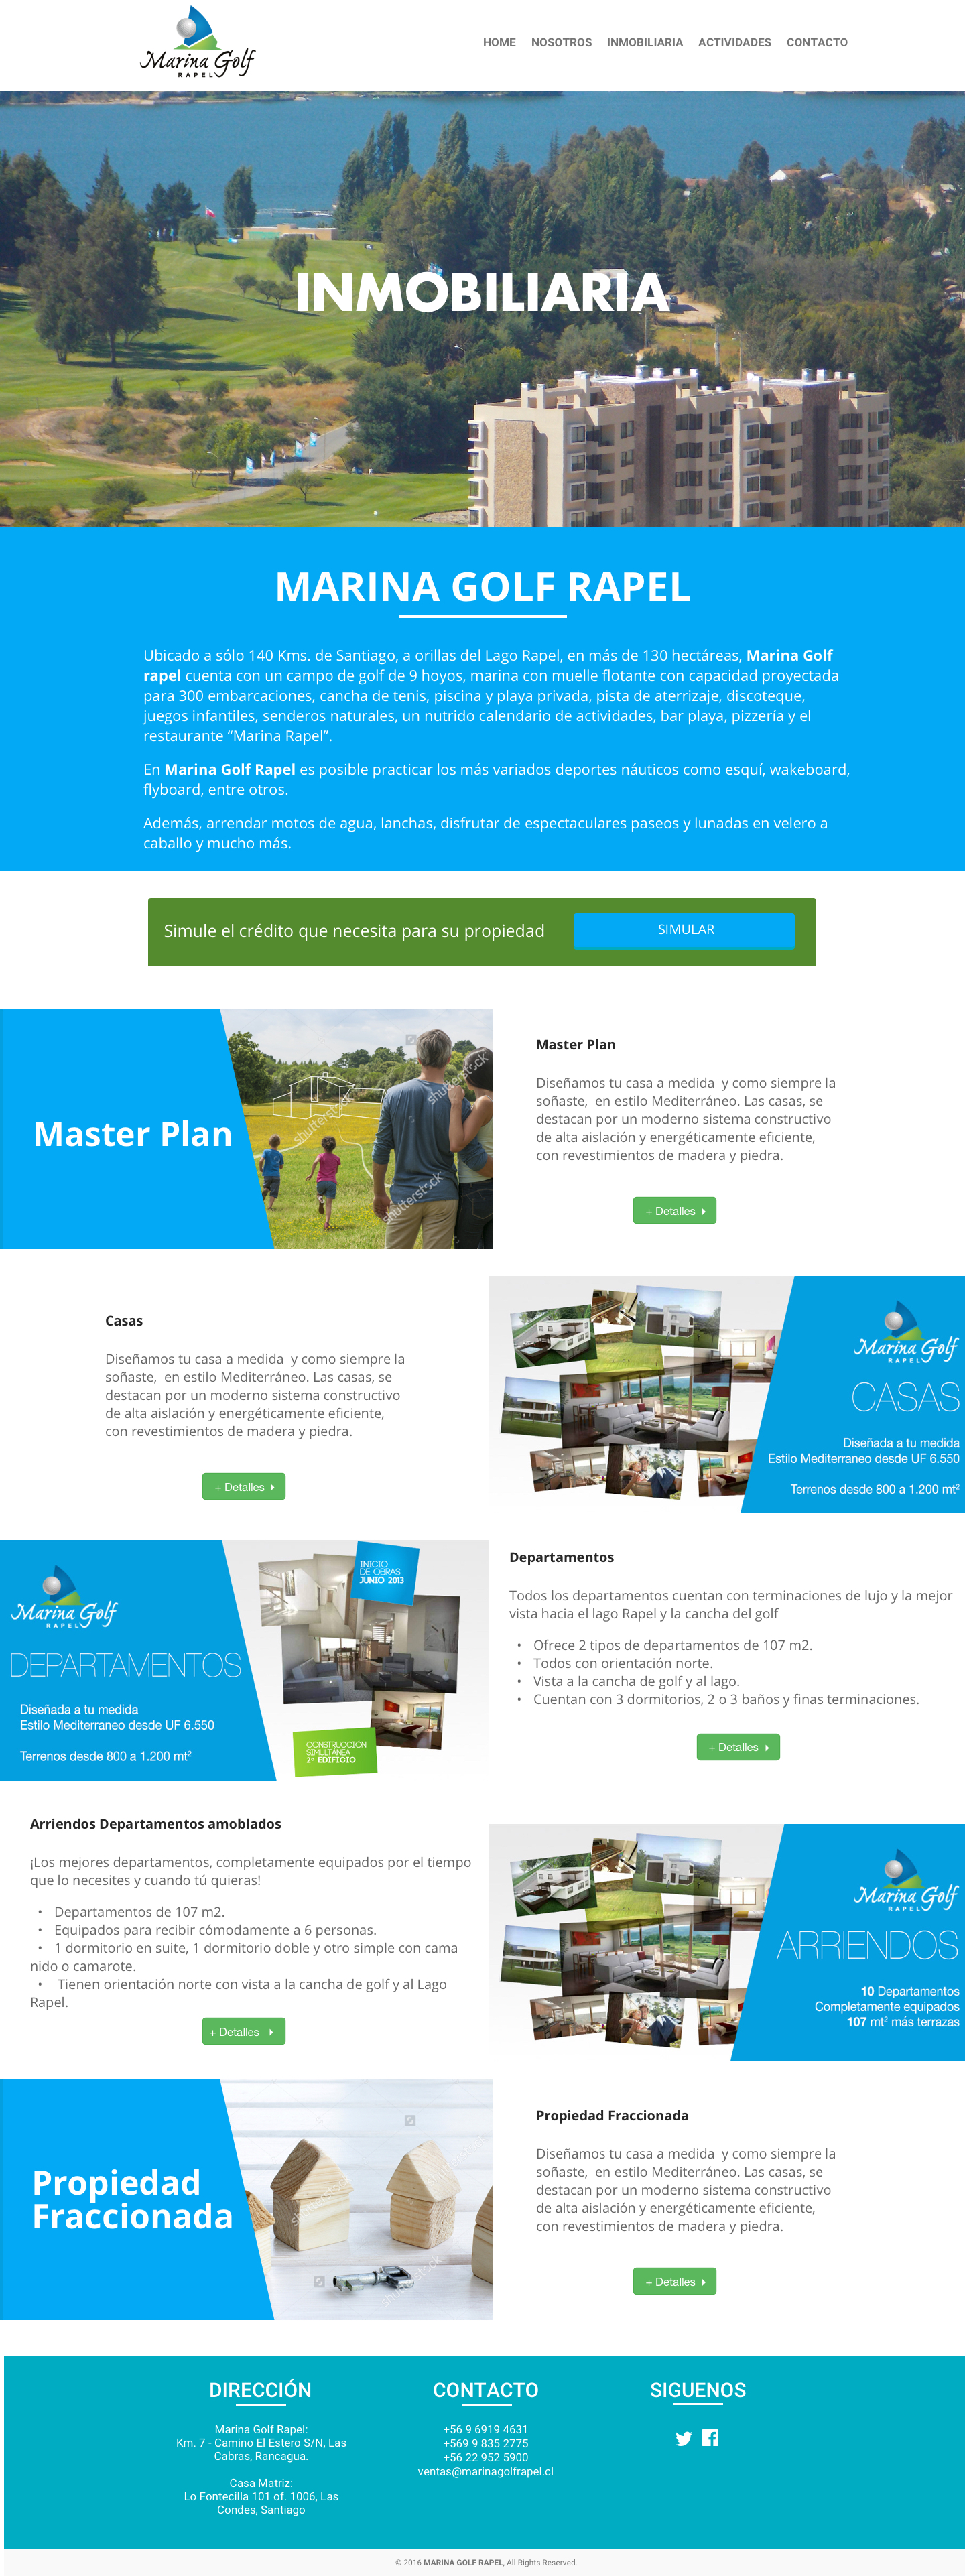 Marina Golf
RAPEL
HOME NOSOTROS INMOBILIARIA ACTIVIDADES CONTACTO
INMOBILIARIA
MARINA GOLF RAPEL
Ubicado a sólo 140 Kms. de Santiago, a orillas del Lago Rapel, en más de 130 hectáreas, Marina Golf
rapel cuenta con un campo de golf de 9 hoyos, marina con muelle flotante con capacidad proyectada
para 300 embarcaciones, cancha de tenis, piscina y playa privada, pista de aterrizaje, discoteque,
juegos infantiles, senderos naturales, un nutrido calendario de actividades, bar playa, pizzería y el
restaurante “Marina Rapel”.
En Marina Golf Rapel es posible practicar los más variados deportes náuticos como esquí, wakeboard,
flyboard, entre otros.
Además, arrendar motos de agua, lanchas, disfrutar de espectaculares paseos y lunadas en velero a
caballo y mucho más.
Simule el crédito que necesita para su propiedad
SIMULAR
Master Plan
shutterstock
shutterstock
shutterstock
Master Plan
Diseñamos tu casa a medida y como siempre la
soñaste, en estilo Mediterráneo. Las casas, se
destacan por un moderno sistema constructivo
de alta aislación y energéticamente eficiente,
con revestimientos de madera y piedra.
+ Detalles
Casas
Diseñamos tu casa a medida y como siempre la
soñaste, en estilo Mediterráneo. Las casas, se
destacan por un moderno sistema constructivo
de alta aislación y energéticamente eficiente,
con revestimientos de madera y piedra.
+ Detalles
Marina Golf
RAPEL
CASAS
Diseñada a tu medida
Estilo Mediterraneo desde UF 6.550
Terrenos desde 800 a 1.200 mt²
Marina Golf
RAPEL
DEPARTAMENTOS
Diseñada a tu medida
Estilo Mediterraneo desde UF 6.550
Terrenos desde 800 a 1.200 mt²
INICIO
DE OBRAS
JUNIO 2013
CONSTRUCCIÓN
SIMULTÁNEA
2º EDIFICIO
Departamentos
Todos los departamentos cuentan con terminaciones de lujo y la mejor
vista hacia el lago Rapel y la cancha del golf
• Ofrece 2 tipos de departamentos de 107 m2.
• Todos con orientación norte.
• Vista a la cancha de golf y al lago.
• Cuentan con 3 dormitorios, 2 o 3 baños y finas terminaciones.
+ Detalles
Arriendos Departamentos amoblados
¡Los mejores departamentos, completamente equipados por el tiempo
que lo necesites y cuando tú quieras!
• Departamentos de 107 m2.
• Equipados para recibir cómodamente a 6 personas.
• 1 dormitorio en suite, 1 dormitorio doble y otro simple con cama
nido o camarote.
• Tienen orientación norte con vista a la cancha de golf y al Lago
Rapel.
+ Detalles
Marina Golf
RAPEL
ARRIENDOS
10 Departamentos
Completamente equipados
107 mt² más terrazas
Propiedad
Fraccionada
Propiedad Fraccionada
Diseñamos tu casa a medida y como siempre la
soñaste, en estilo Mediterráneo. Las casas, se
destacan por un moderno sistema constructivo
de alta aislación y energéticamente eficiente,
con revestimientos de madera y piedra.
+ Detalles
DIRECCIÓN
Marina Golf Rapel:
Km. 7 - Camino El Estero S/N, Las
Cabras, Rancagua.
Casa Matriz:
Lo Fontecilla 101 of. 1006, Las
Condes, Santiago
CONTACTO
+56 9 6919 4631
+569 9 835 2775
+56 22 952 5900
ventas@marinagolfrapel.cl
SIGUENOS
© 2016 MARINA GOLF RAPEL, All Rights Reserved.